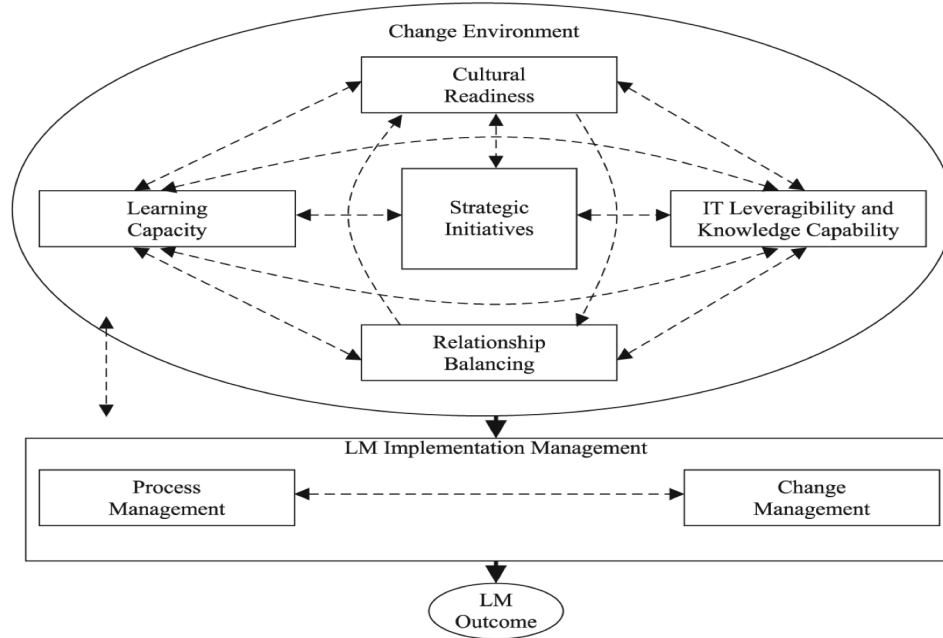 Change Environment
Cultural
Readiness
Learning
Capacity
Strategic
Initiatives
IT Leveragibility and
Knowledge Capability
Relationship
Balancing
LM Implementation Management
Process
Management
Change
Management
LM
Outcome